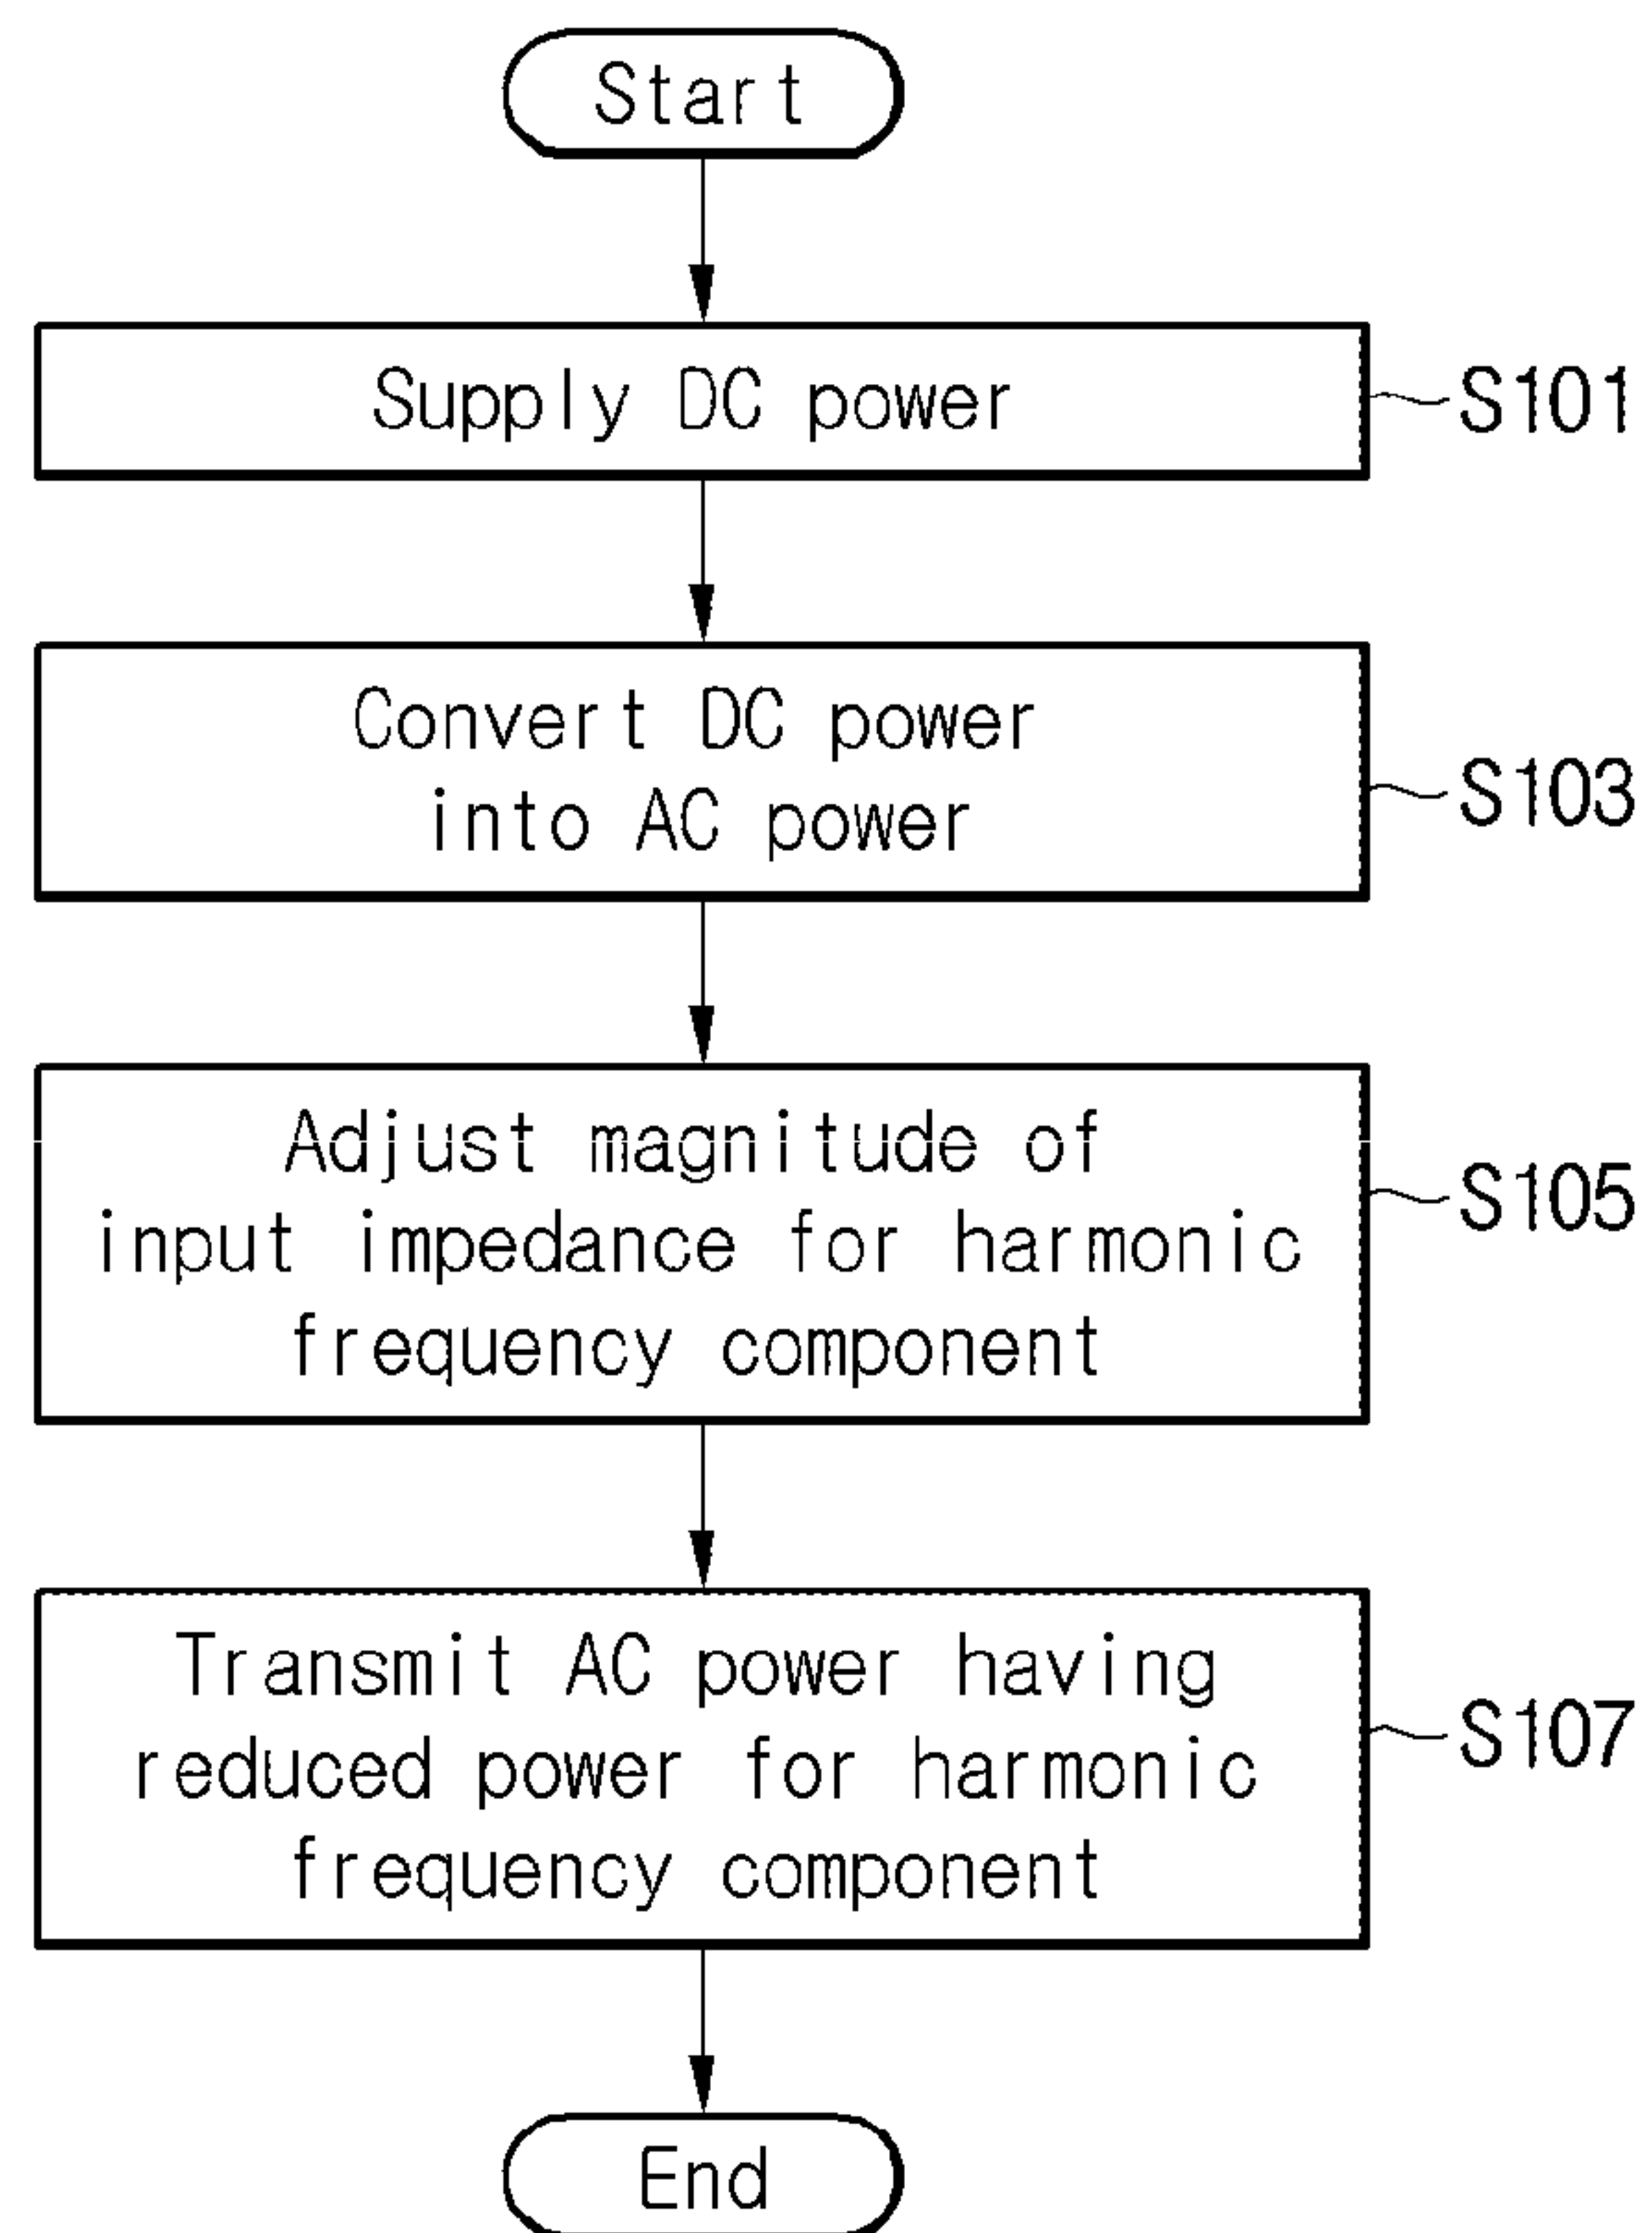 Start
Supply DC power
S101
Convert DC power
into AC power
S103
Adjust magnitude of
input impedance for harmonic
frequency component
S105
Transmit AC power having
reduced power for harmonic
frequency component
S107
End